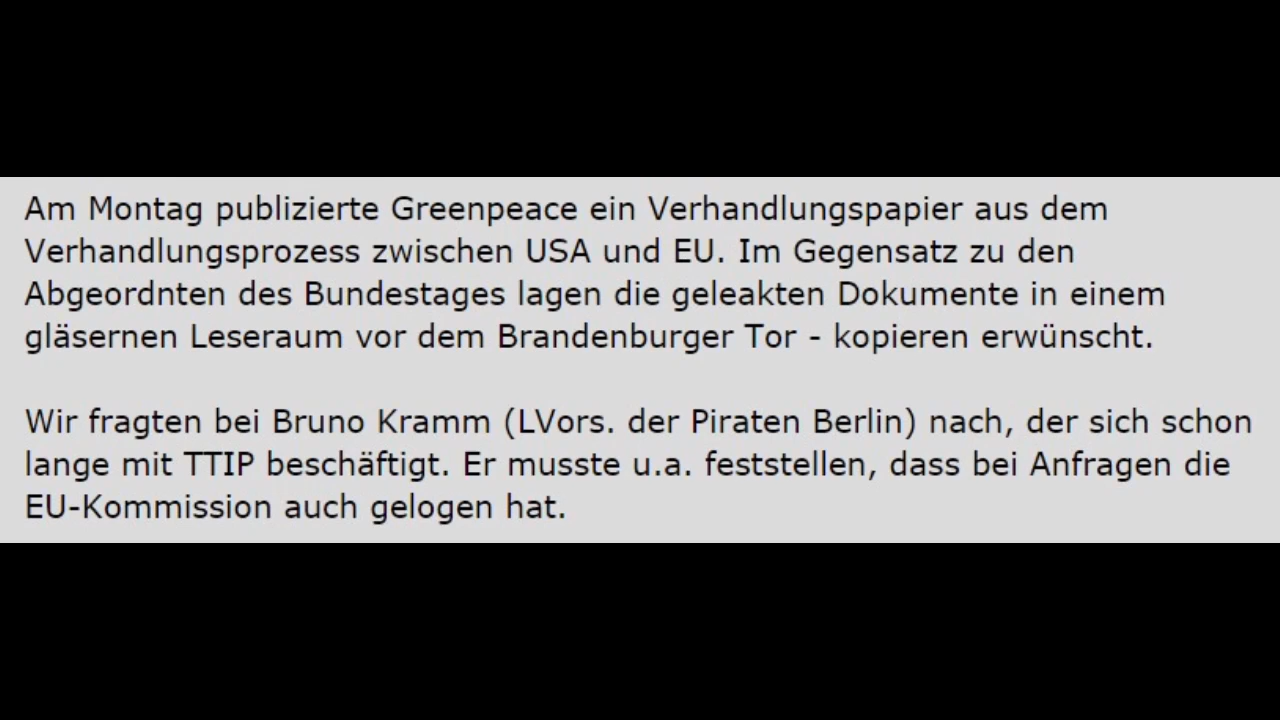 Am Montag publizierte Greenpeace ein Verhandlungspapier aus dem
Verhandlungsprozess zwischen USA und EU. Im Gegensatz zu den
Abgeordnten des Bundestages lagen die geleakten Dokumente in einem
gläsernen Leseraum vor dem Brandenburger Tor - kopieren erwünscht.
Wir fragten bei Bruno Kramm (LVors. der Piraten Berlin) nach, der sich schon
lange mit TTIP beschäftigt. Er musste u.a. feststellen, dass bei Anfragen die
EU-Kommission auch gelogen hat.